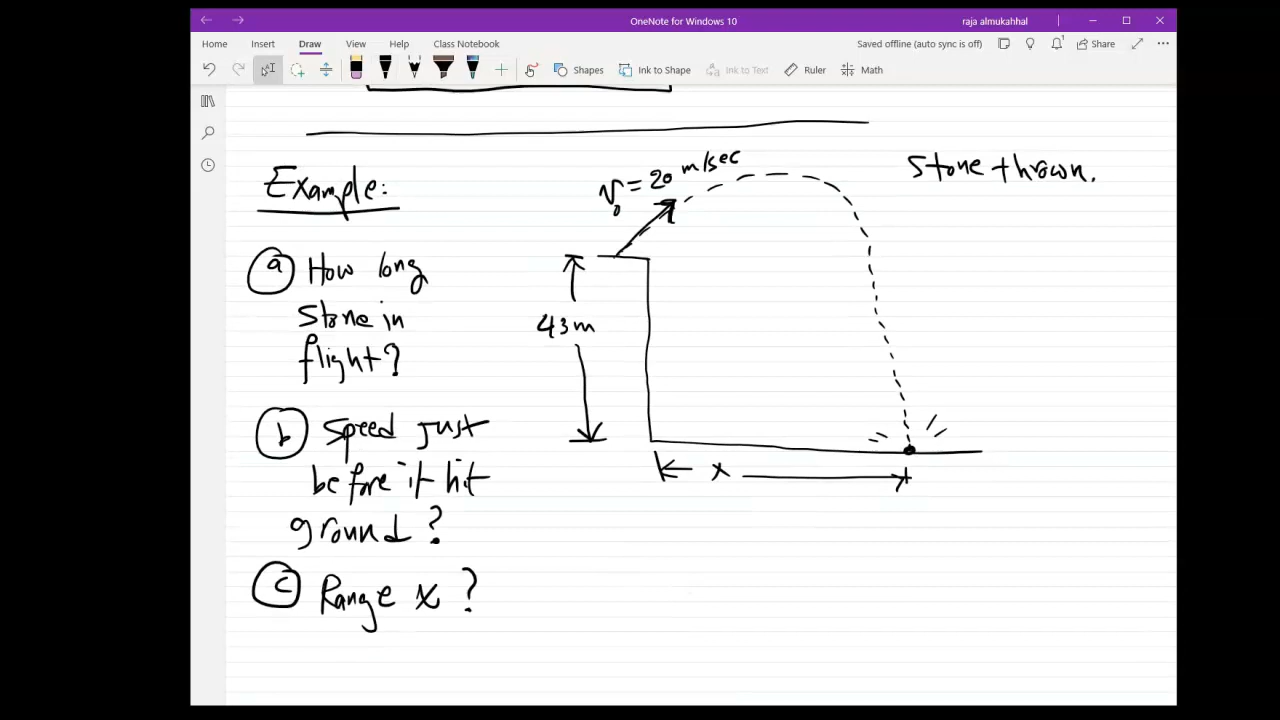 OneNote for Windows 10
raja almukahhal
Home Insert Draw View Help Class Notebook
Saved offline (auto sync is off)
Share
Shapes Ink to Shape Ink to Text Ruler Math
Example:
Stone thrown.
v₀ = 20 m/sec
a How long
stone in
flight?
43m
b Speed just
before it hit
ground?
x
c Range x ?